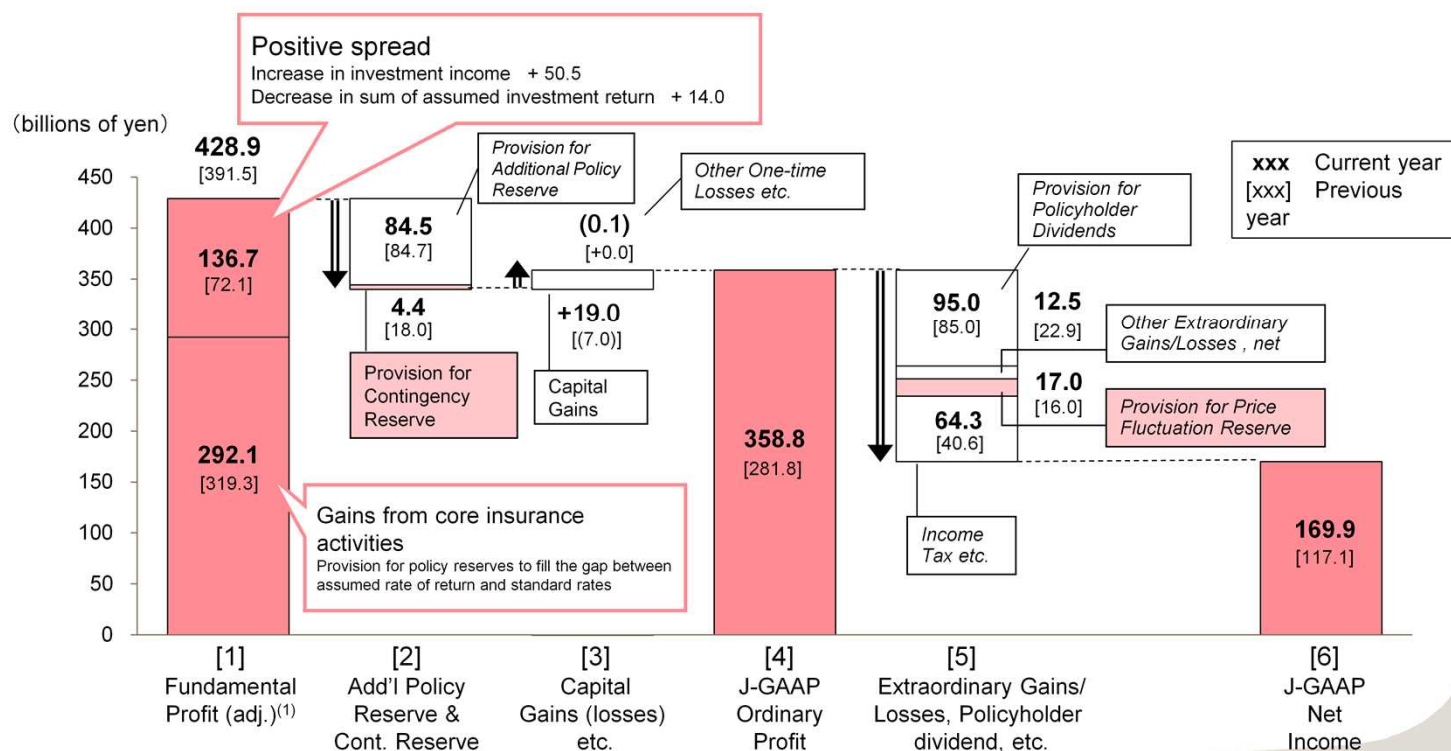 Positive spread
Increase in investment income + 50.5
Decrease in sum of assumed investment return + 14.0
（billions of yen）
450
400
350
300
250
200
150
100
50
0
428.9
[391.5]
136.7
[72.1]
292.1
[319.3]
Gains from core insurance
activities
Provision for policy reserves to fill the gap between
assumed rate of return and standard rates
Provision for
Additional Policy
Reserve
84.5
[84.7]
4.4
[18.0]
Provision for
Contingency
Reserve
Other One-time
Losses etc.
(0.1)
[+0.0]
+19.0
[(7.0)]
Capital
Gains
358.8
[281.8]
Provision for
Policyholder
Dividends
95.0
[85.0]
12.5
[22.9]
Other Extraordinary
Gains/Losses , net
17.0
[16.0]
Provision for Price
Fluctuation Reserve
64.3
[40.6]
Income
Tax etc.
xxx Current year
[xxx] Previous
year
169.9
[117.1]
[1]
Fundamental
Profit (adj.)(1)
[2]
Add’l Policy
Reserve &
Cont. Reserve
[3]
Capital
Gains (losses)
etc.
[4]
J-GAAP
Ordinary
Profit
[5]
Extraordinary Gains/
Losses, Policyholder
dividend, etc.
[6]
J-GAAP
Net
Income